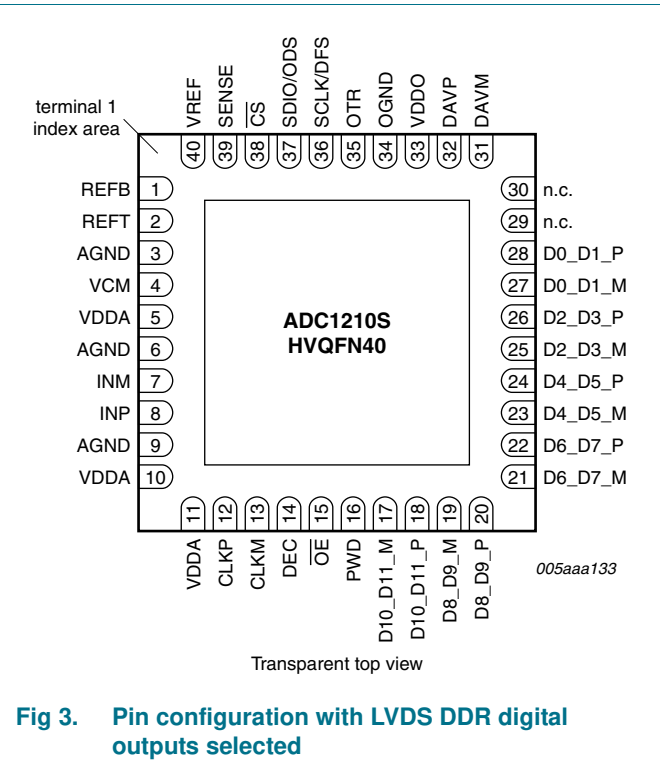 VREF
SENSE
CS
SDIO/ODS
SCLK/DFS
OTR
OGND
VDDO
DAVP
DAVM
terminal 1
index area
40
39
38
37
36
35
34
33
32
31
REFB 1
REFT 2
AGND 3
VCM 4
VDDA 5
AGND 6
INM 7
INP 8
AGND 9
VDDA 10
ADC1210S
HVQFN40
30 n.c.
29 n.c.
28 D0_D1_P
27 D0_D1_M
26 D2_D3_P
25 D2_D3_M
24 D4_D5_P
23 D4_D5_M
22 D6_D7_P
21 D6_D7_M
11
12
13
14
15
16
17
18
19
20
VDDA
CLKP
CLKM
DEC
OE
PWD
D10_D11_M
D10_D11_P
D8_D9_M
D8_D9_P
005aaa133
Transparent top view
Fig 3. Pin configuration with LVDS DDR digital
outputs selected